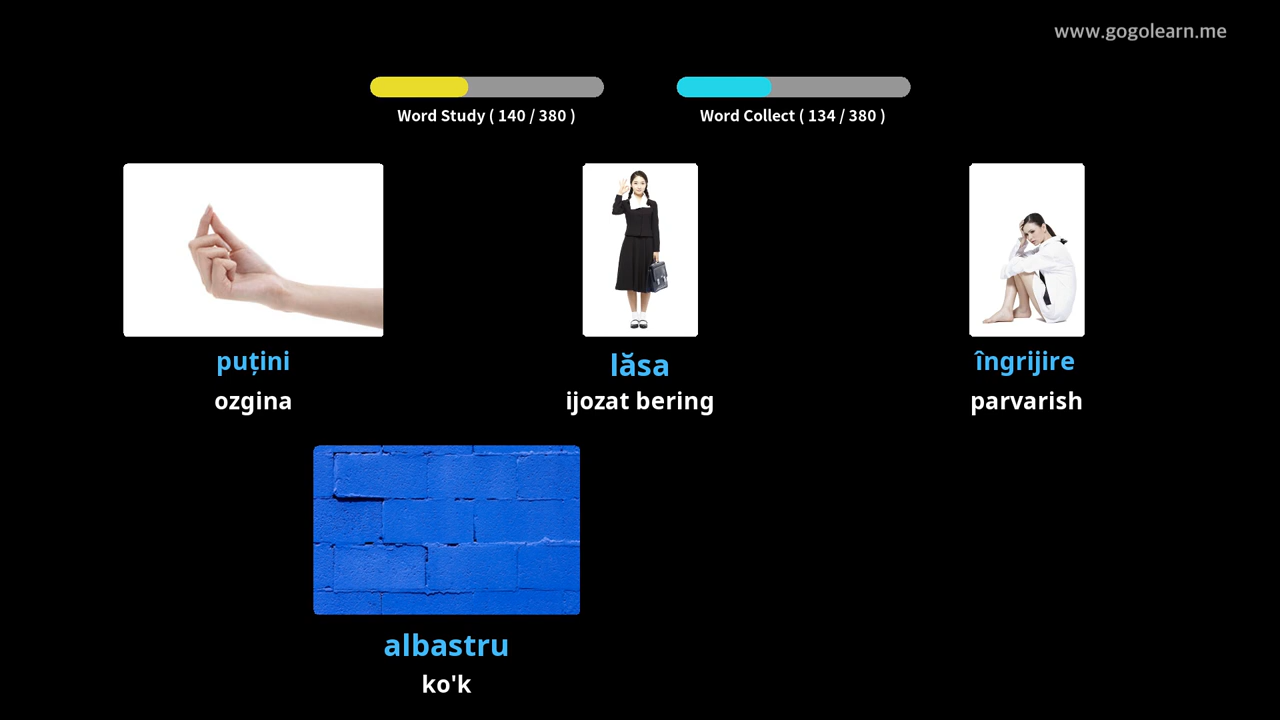 www.gogolearn.me
Word Study ( 140 / 380 )
Word Collect ( 134 / 380 )
puțini
ozgina
lăsa
ijozat bering
îngrijire
parvarish
albastru
ko'k